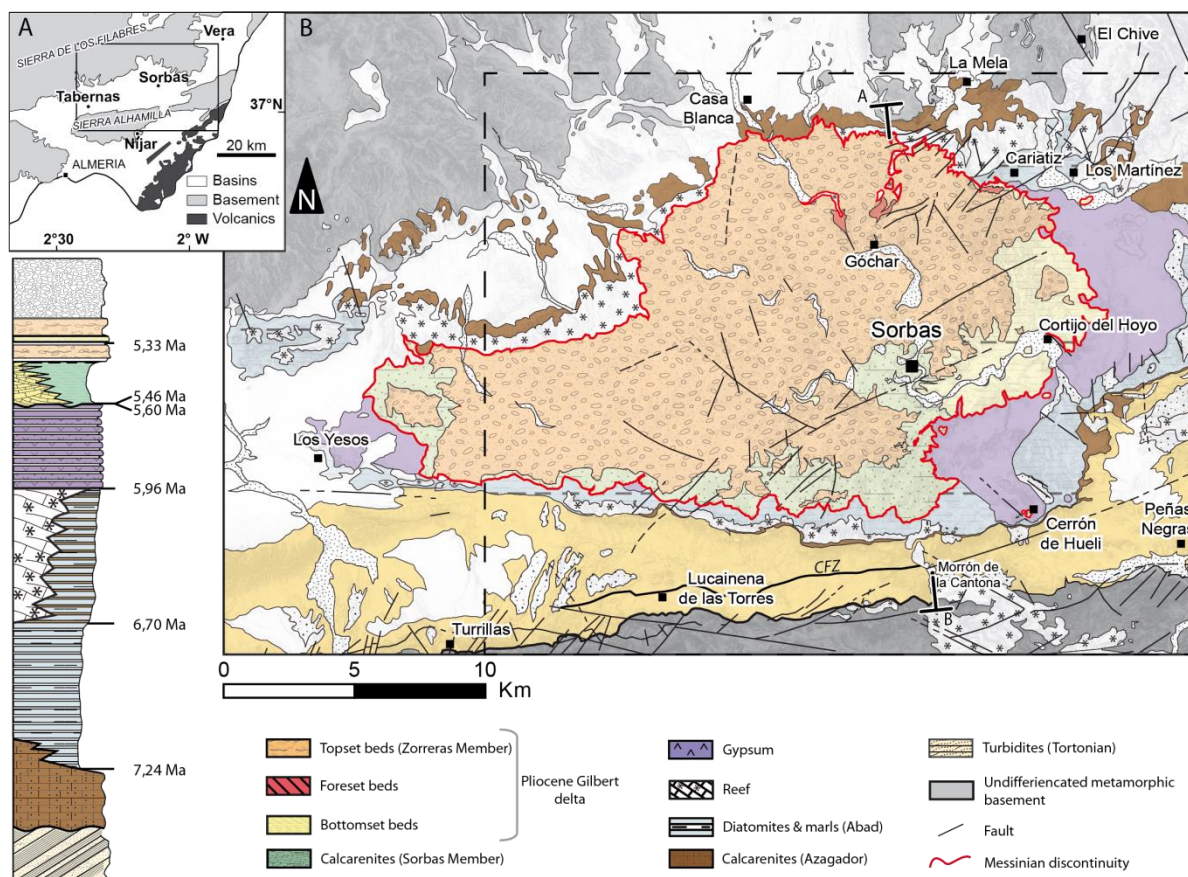 A
SIERRA DE LOS FILABRES
Vera
Sorbas
Tabernas
SIERRA ALHAMILLA
37°N
Níjar
20 km
ALMERIA
N
Basins
Basement
Volcanics
2°30
2° W
B
El Chive
La Mela
Casa
Blanca
A
Cariatiz
Los Martínez
Góchar
Sorbas
Cortijo del Hoyo
Los Yesos
Cerrón
de Hueli
Peñas
Negras
CFZ
Morrón de
la Cantona
Lucainena
de las Torres
B
Turrillas
5,33 Ma
5,46 Ma
5,60 Ma
5,96 Ma
6,70 Ma
7,24 Ma
0
5
10
Km
Topset beds (Zorreras Member)
Foreset beds
Bottomset beds
Pliocene Gilbert
delta
Calcarenites (Sorbas Member)
Gypsum
Reef
Diatomites & marls (Abad)
Calcarenites (Azagador)
Turbidites (Tortonian)
Undifferencated metamorphic
basement
Fault
Messinian discontinuity